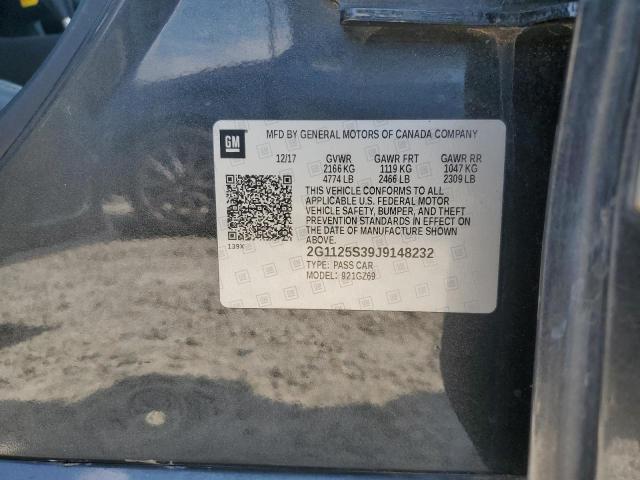 GM
MFD BY GENERAL MOTORS OF CANADA COMPANY
12/17 GVWR GAWR FRT GAWR RR
2166 KG 1119 KG 1047 KG
4774 LB 2466 LB 2309 LB
THIS VEHICLE CONFORMS TO ALL
APPLICABLE U.S. FEDERAL MOTOR
VEHICLE SAFETY, BUMPER, AND THEFT
PREVENTION STANDARDS IN EFFECT ON
THE DATE OF MANUFACTURE SHOWN
ABOVE.
139X
2G1125S39J9148232
TYPE: PASS CAR
MODEL: 921GZ69